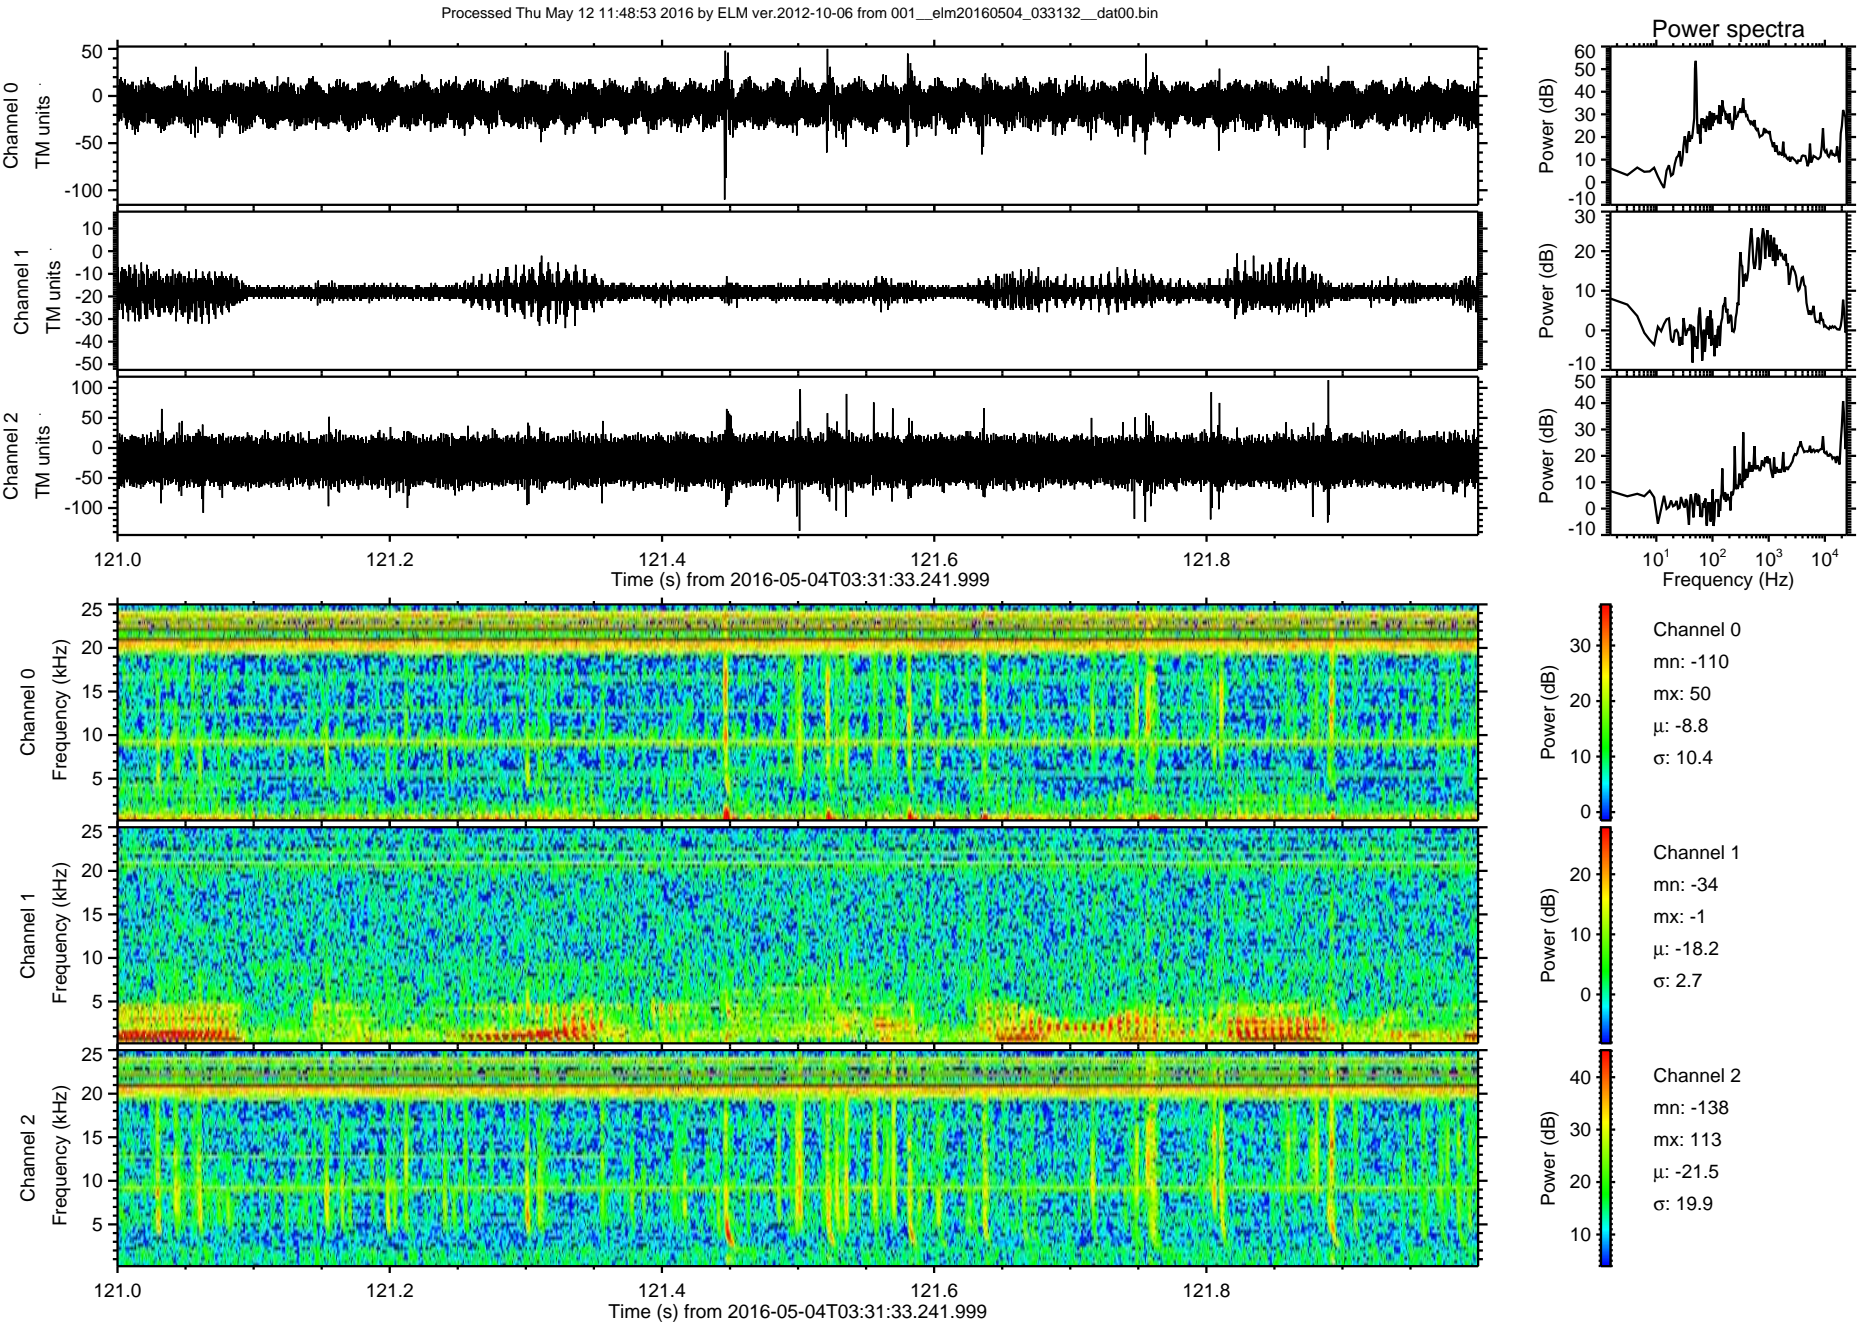 Processed Thu May 12 11:48:53 2016 by ELM ver.2012-10-06 from 001__elm20160504_033132__dat00.bin
Power spectra
Channel 0
TM units
50
0
-50
-100
Power (dB)
60
50
40
30
20
10
0
-10
Channel 1
TM units
10
0
-10
-20
-30
-40
-50
Power (dB)
30
20
10
0
-10
Channel 2
TM units
100
50
0
-50
-100
Power (dB)
50
40
30
20
10
0
-10
121.0 121.2 121.4 121.6 121.8
Time (s) from 2016-05-04T03:31:33.241.999
10¹ 10² 10³ 10⁴
Frequency (Hz)
Channel 0
Frequency (kHz)
25
20
15
10
5
Power (dB)
30
20
10
0
Channel 0
mn: -110
mx: 50
μ: -8.8
σ: 10.4
Channel 1
Frequency (kHz)
25
20
15
10
5
Power (dB)
20
10
0
Channel 1
mn: -34
mx: -1
μ: -18.2
σ: 2.7
Channel 2
Frequency (kHz)
25
20
15
10
5
Power (dB)
40
30
20
10
Channel 2
mn: -138
mx: 113
μ: -21.5
σ: 19.9
121.0 121.2 121.4 121.6 121.8
Time (s) from 2016-05-04T03:31:33.241.999